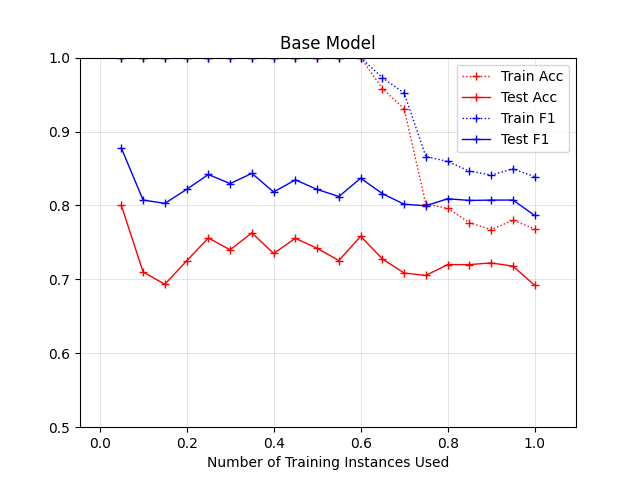 Base Model
1.0
0.9
0.8
0.7
0.6
0.5
Train Acc
Test Acc
Train F1
Test F1
0.0 0.2 0.4 0.6 0.8 1.0
Number of Training Instances Used